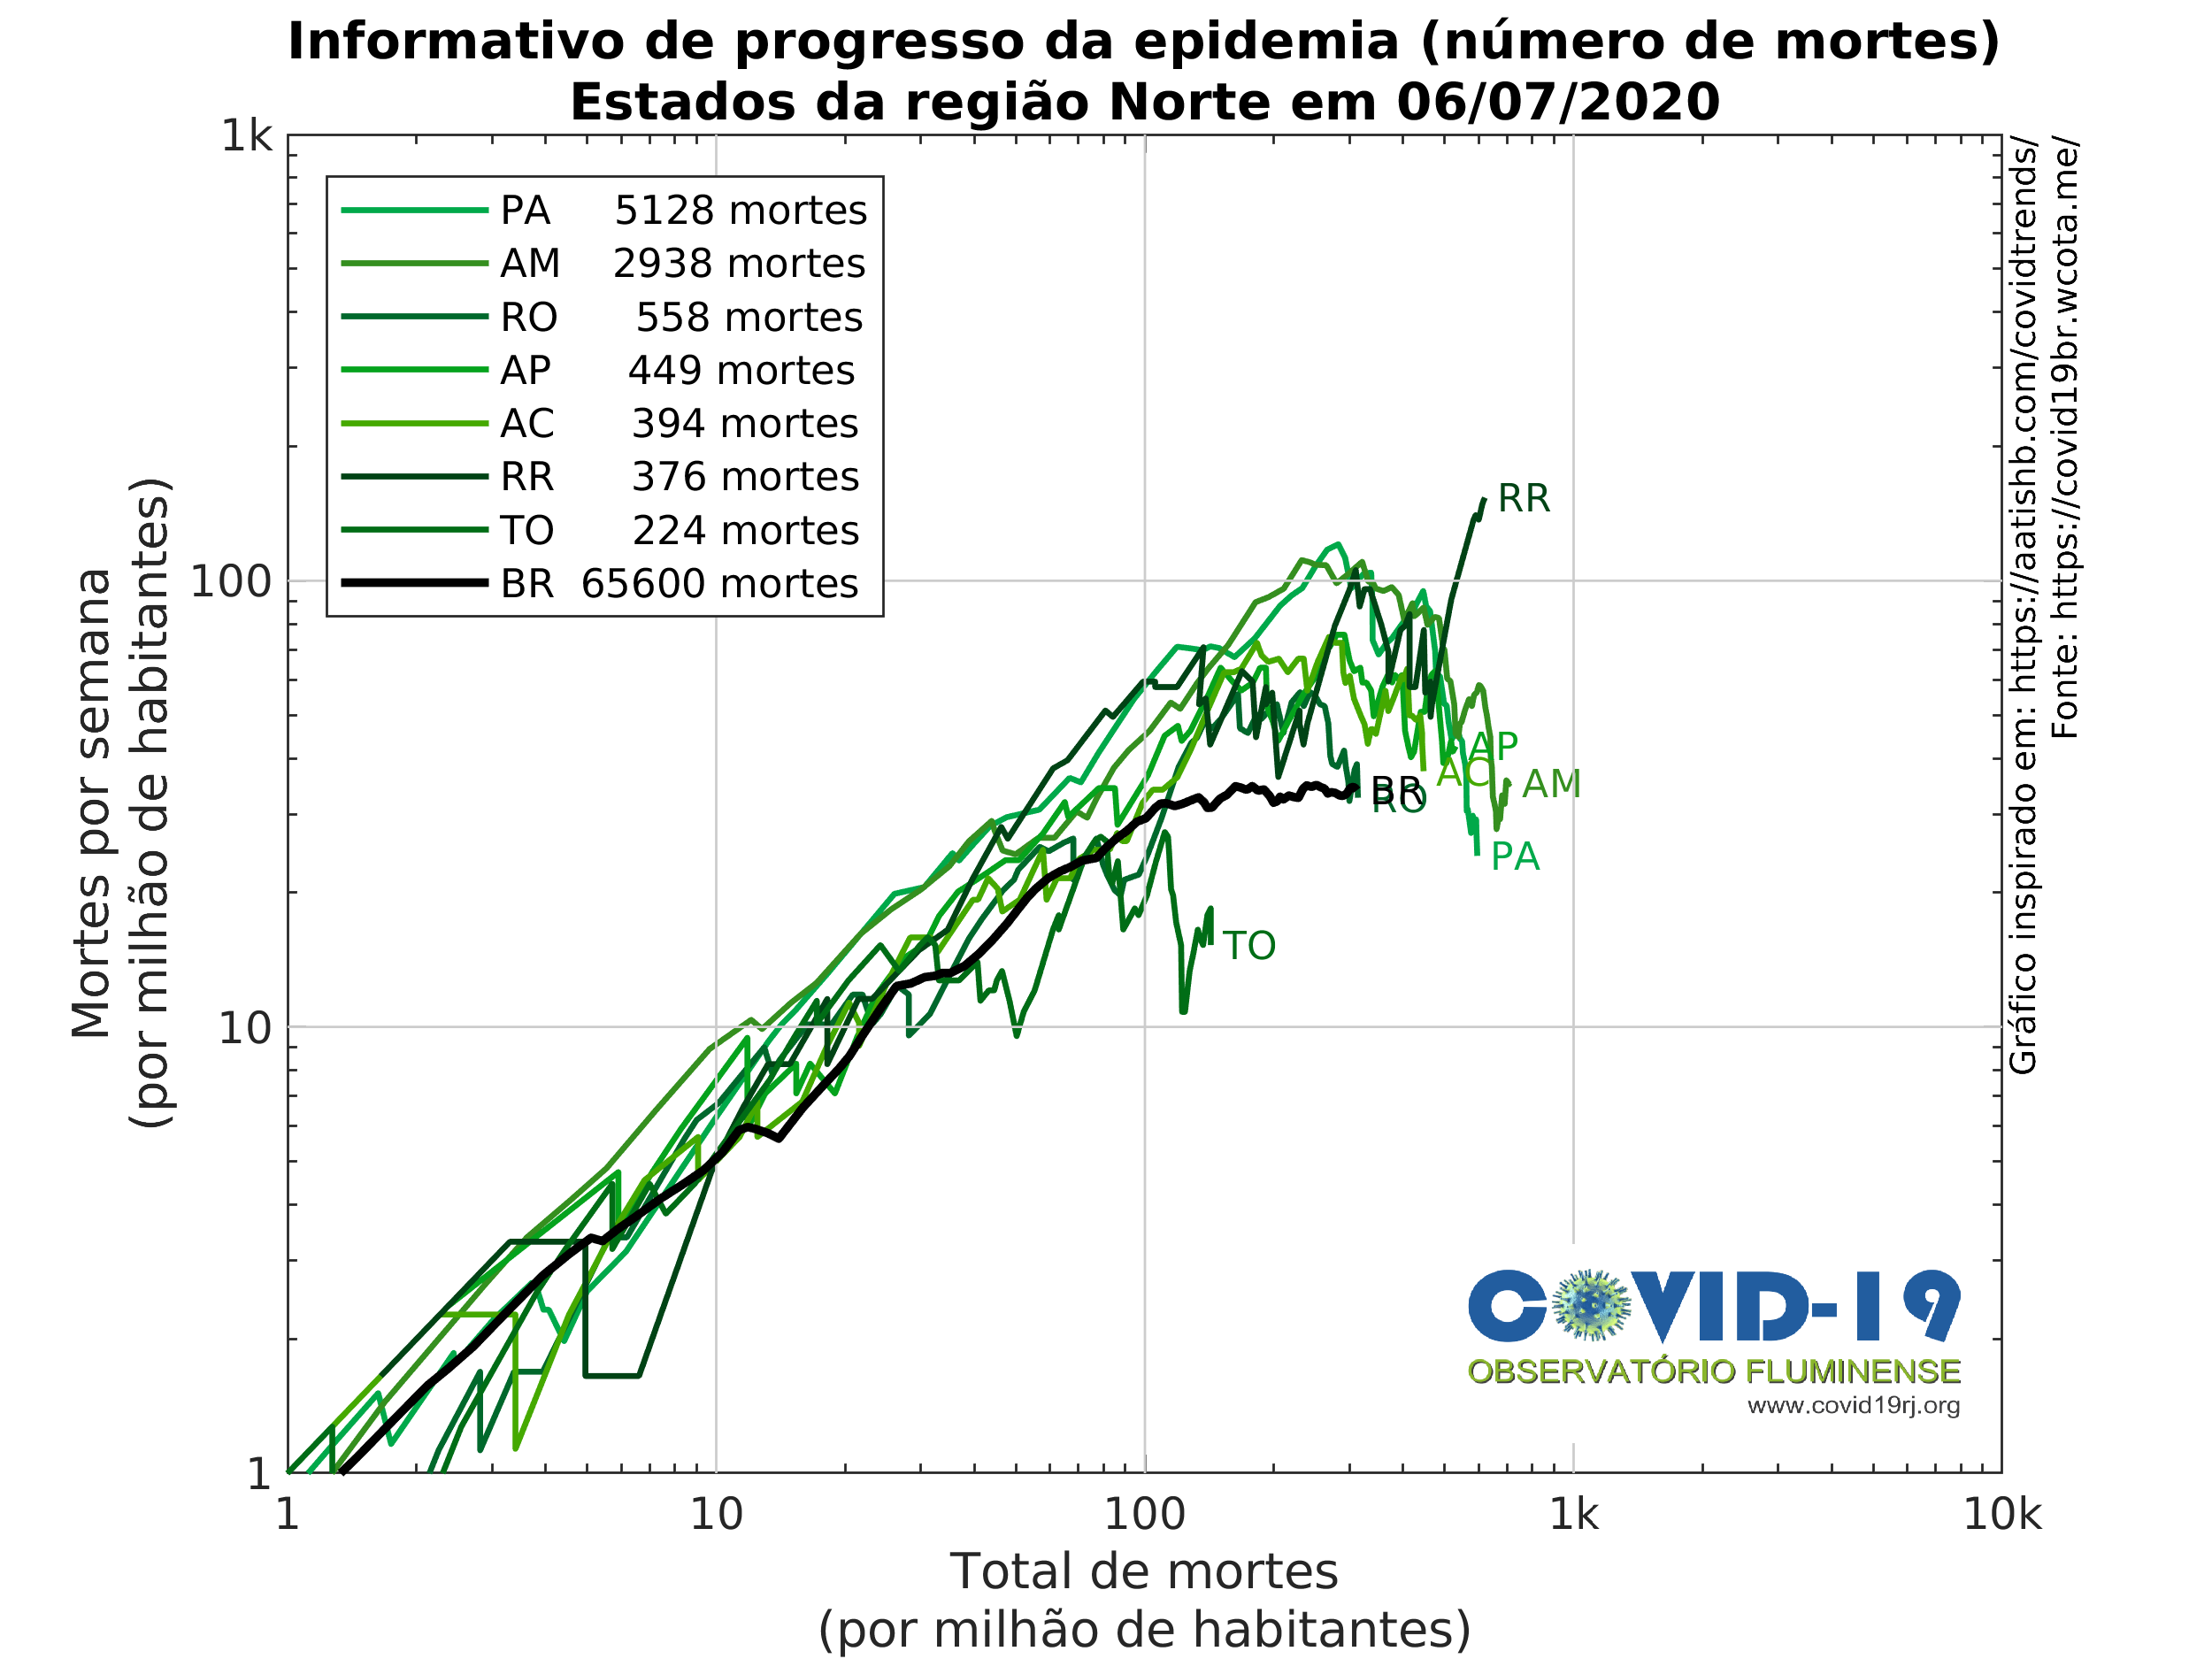 Informativo de progresso da epidemia (número de mortes)
Estados da região Norte em 06/07/2020
PA 5128 mortes
AM 2938 mortes
RO 558 mortes
AP 449 mortes
AC 394 mortes
RR 376 mortes
TO 224 mortes
BR 65600 mortes
1k
100
10
1
Mortes por semana
(por milhão de habitantes)
RR
AP
AC
AM
BR
RO
PA
TO
Gráfico inspirado em: https://aatishb.com/covidtrends/
Fonte: https://covid19br.wcota.me/
COVID-19
OBSERVATÓRIO FLUMINENSE
www.covid19rj.org
1 10 100 1k 10k
Total de mortes
(por milhão de habitantes)